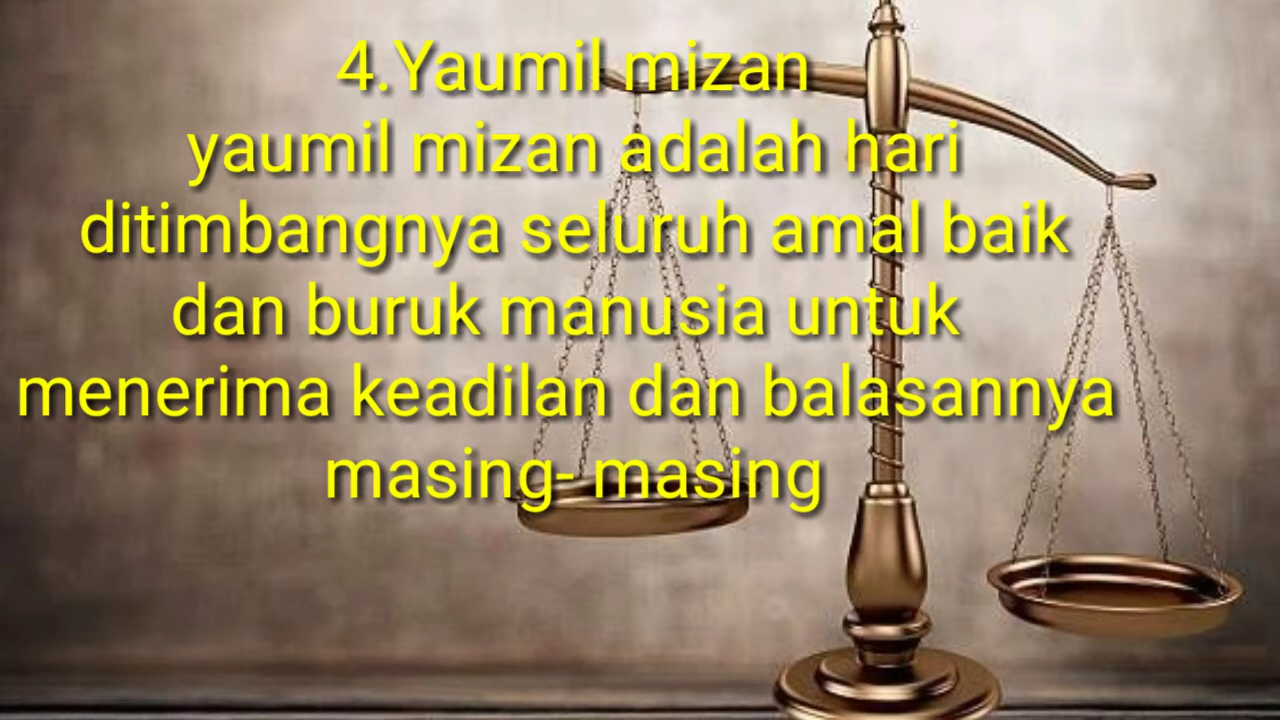 4.Yaumil mizan
yaumil mizan adalah hari
ditimbangnya seluruh amal baik
dan buruk manusia untuk
menerima keadilan dan balasannya
masing- masing